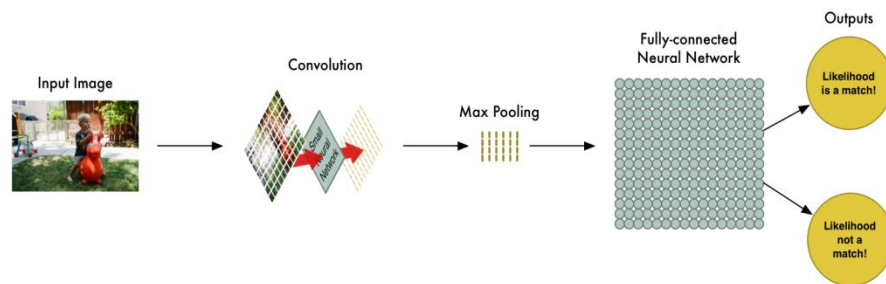 Input Image
Convolution
Small
Neural
Network
Max Pooling
Fully-connected
Neural Network
Outputs
Likelihood
is a match!
Likelihood
not a
match!